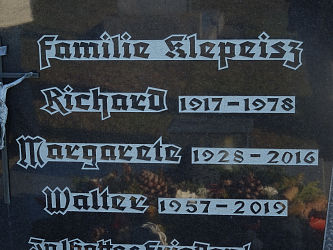 Familie Klepeisz
Richard 1917-1978
Margarete 1928-2016
Walter 1957-2019